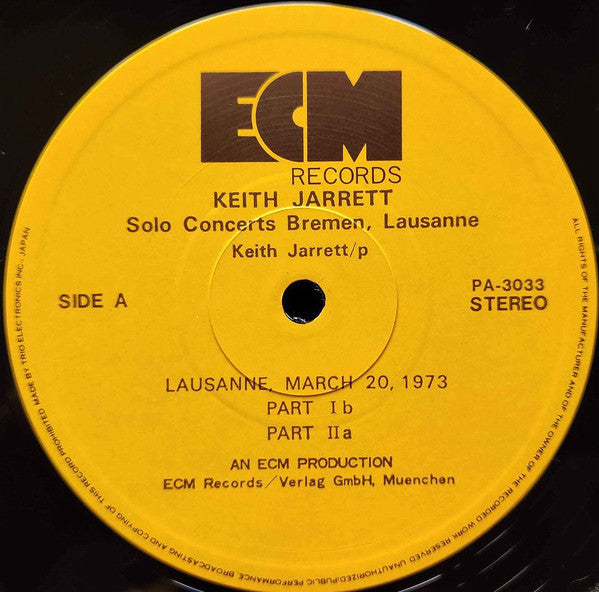 ECM
RECORDS
KEITH JARRETT
Solo Concerts Bremen, Lausanne
Keith Jarrett/p
SIDE A
PA-3033
STEREO
LAUSANNE, MARCH 20, 1973
PART Ⅰb
PART Ⅱa
AN ECM PRODUCTION
ECM Records/Verlag GmbH, Muenchen
ALL RIGHTS OF THE MANUFACTURER AND OF THE OWNER OF THE RECORDED WORK RESERVED UNAUTHORIZED/PUBLIC PERFORMANCE BROADCASTING AND COPYING OF THIS RECORD PROHIBITED MADE BY TRIO ELECTRONICS INC., JAPAN